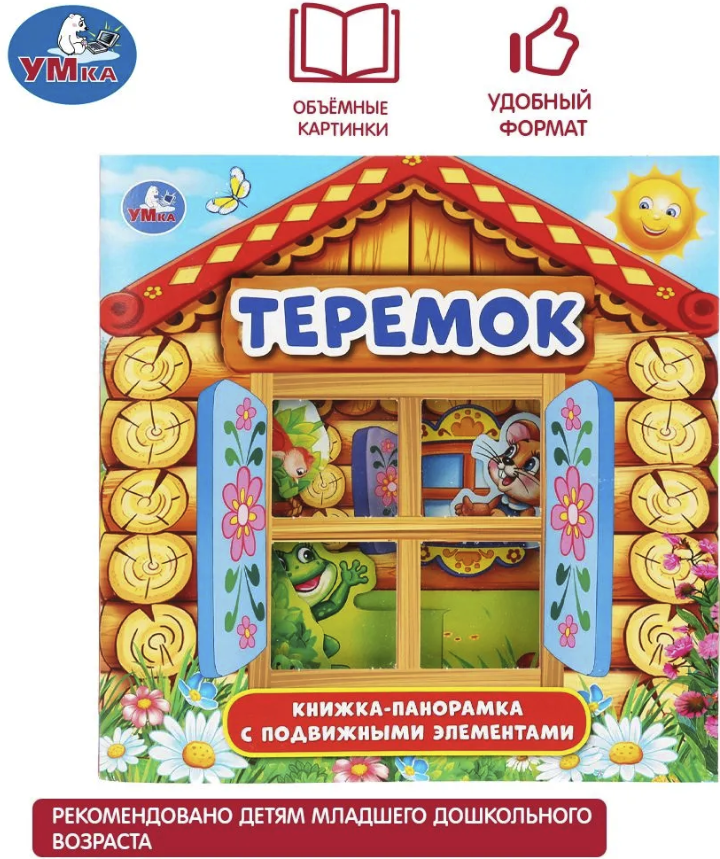 УМка
ОБЪЁМНЫЕ
КАРТИНКИ
УДОБНЫЙ
ФОРМАТ
УМка
ТЕРЕМОК
КНИЖКА-ПАНОРАМКА
С ПОДВИЖНЫМИ ЭЛЕМЕНТАМИ
РЕКОМЕНДОВАНО ДЕТЯМ МЛАДШЕГО ДОШКОЛЬНОГО
ВОЗРАСТА